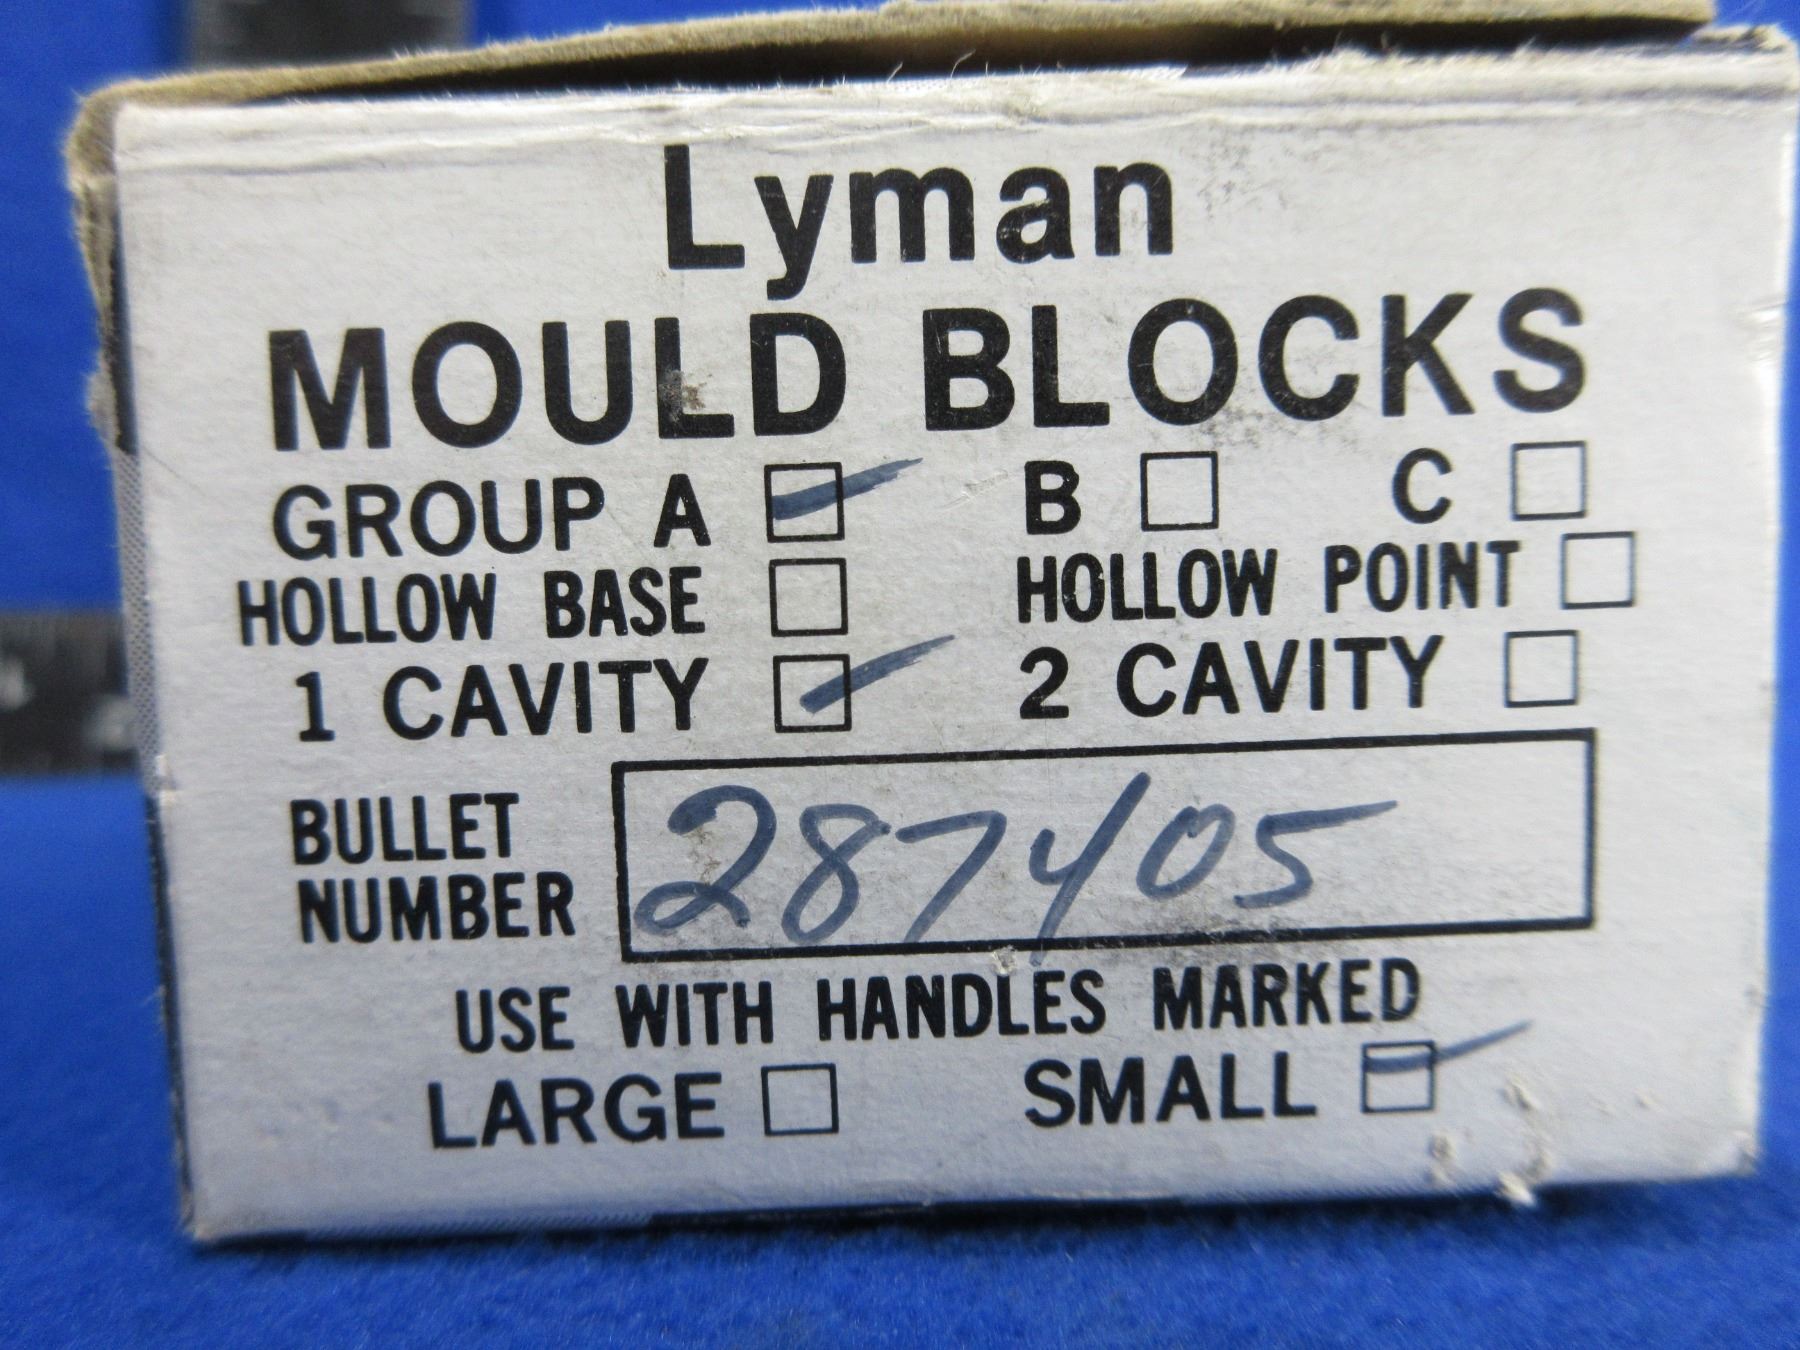 Lyman
MOULD BLOCKS
GROUP A B C
HOLLOW BASE HOLLOW POINT
1 CAVITY 2 CAVITY
BULLET NUMBER 287405
USE WITH HANDLES MARKED
LARGE SMALL